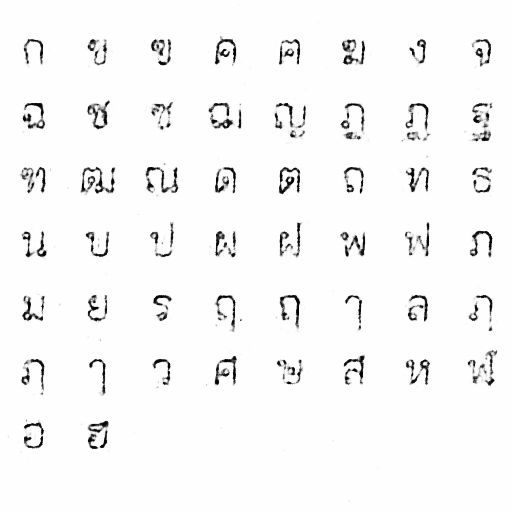 ก ข ฃ ค ฅ ฆ ง จ
ฉ ช ซ ฌ ญ ฎ ฏ ฐ
ฑ ฒ ณ ด ต ถ ท ธ
น บ ป ผ ฝ พ ฟ ภ
ม ย ร ฤ ฤ ๅ ล ฦ
ฦ ๅ ว ศ ษ ส ห ฬ
อ ฮ